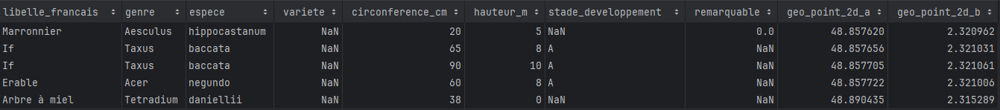 libelle_francais genre espece variete circonference_cm hauteur_m stade_developpement remarquable geo_point_2d_a geo_point_2d_b
Marronnier Aesculus hippocastanum NaN 20 5 NaN 0.0 48.857620 2.320962
If Taxus baccata NaN 65 8 A NaN 48.857656 2.321031
If Taxus baccata NaN 90 10 A NaN 48.857705 2.321061
Erable Acer negundo NaN 60 8 A NaN 48.857722 2.321006
Arbre à miel Tetradium daniellii NaN 38 0 NaN NaN 48.890435 2.315289